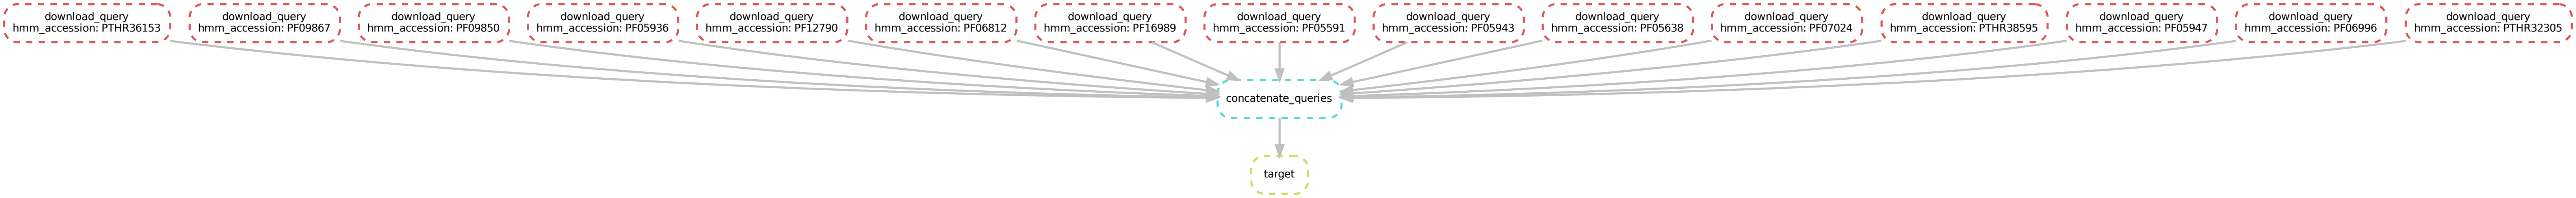 download_query
hmm_accession: PTHR36153
download_query
hmm_accession: PF09867
download_query
hmm_accession: PF09850
download_query
hmm_accession: PF05936
download_query
hmm_accession: PF12790
download_query
hmm_accession: PF06812
download_query
hmm_accession: PF16989
download_query
hmm_accession: PF05591
download_query
hmm_accession: PF05943
download_query
hmm_accession: PF05638
download_query
hmm_accession: PF07024
download_query
hmm_accession: PTHR38595
download_query
hmm_accession: PF05947
download_query
hmm_accession: PF06996
download_query
hmm_accession: PTHR32305
concatenate_queries
target